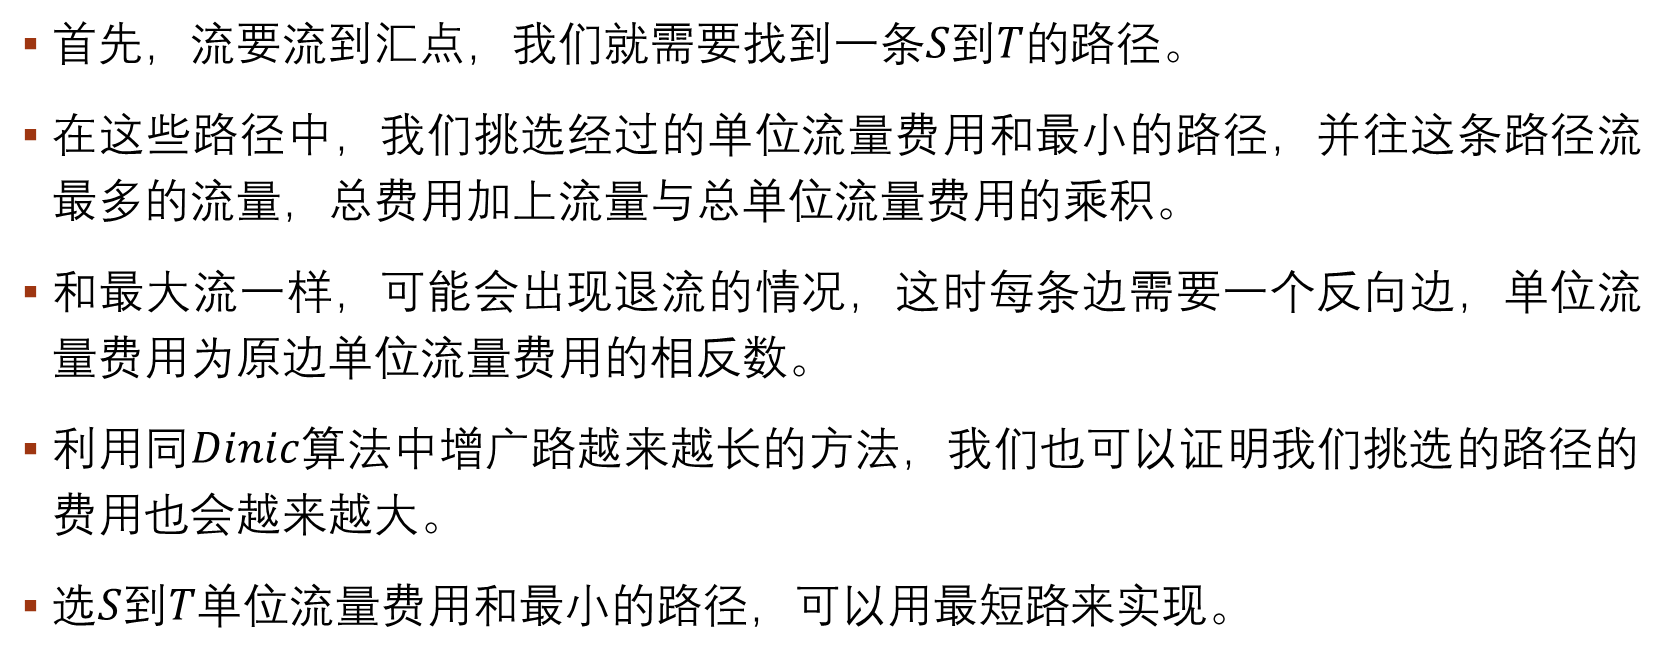 ▪ 首先，流要流到汇点，我们就需要找到一条S到T的路径。
▪ 在这些路径中，我们挑选经过的单位流量费用和最小的路径，并往这条路径流
最多的流量，总费用加上流量与总单位流量费用的乘积。
▪ 和最大流一样，可能会出现退流的情况，这时每条边需要一个反向边，单位流
量费用为原边单位流量费用的相反数。
▪ 利用同Dinic算法中增广路越来越长的方法，我们也可以证明我们挑选的路径的
费用也会越来越大。
▪ 选S到T单位流量费用和最小的路径，可以用最短路来实现。